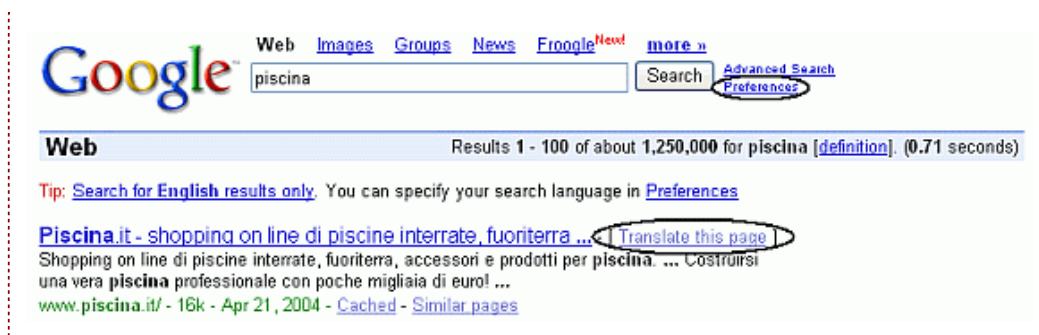 Google
Web Images Groups News Froogle New! more »
piscina Search Advanced Search
Preferences
Web Results 1 - 100 of about 1,250,000 for piscina [definition]. (0.71 seconds)
Tip: Search for English results only. You can specify your search language in Preferences
Piscina.it - shopping on line di piscine interrate, fuoriterra ... - [ Translate this page ]
Shopping on line di piscine interrate, fuoriterra, accessori e prodotti per piscina. ... Costruirsi
una vera piscina professionale con poche migliaia di euro! ...
www.piscina.it/ - 16k - Apr 21, 2004 - Cached - Similar pages